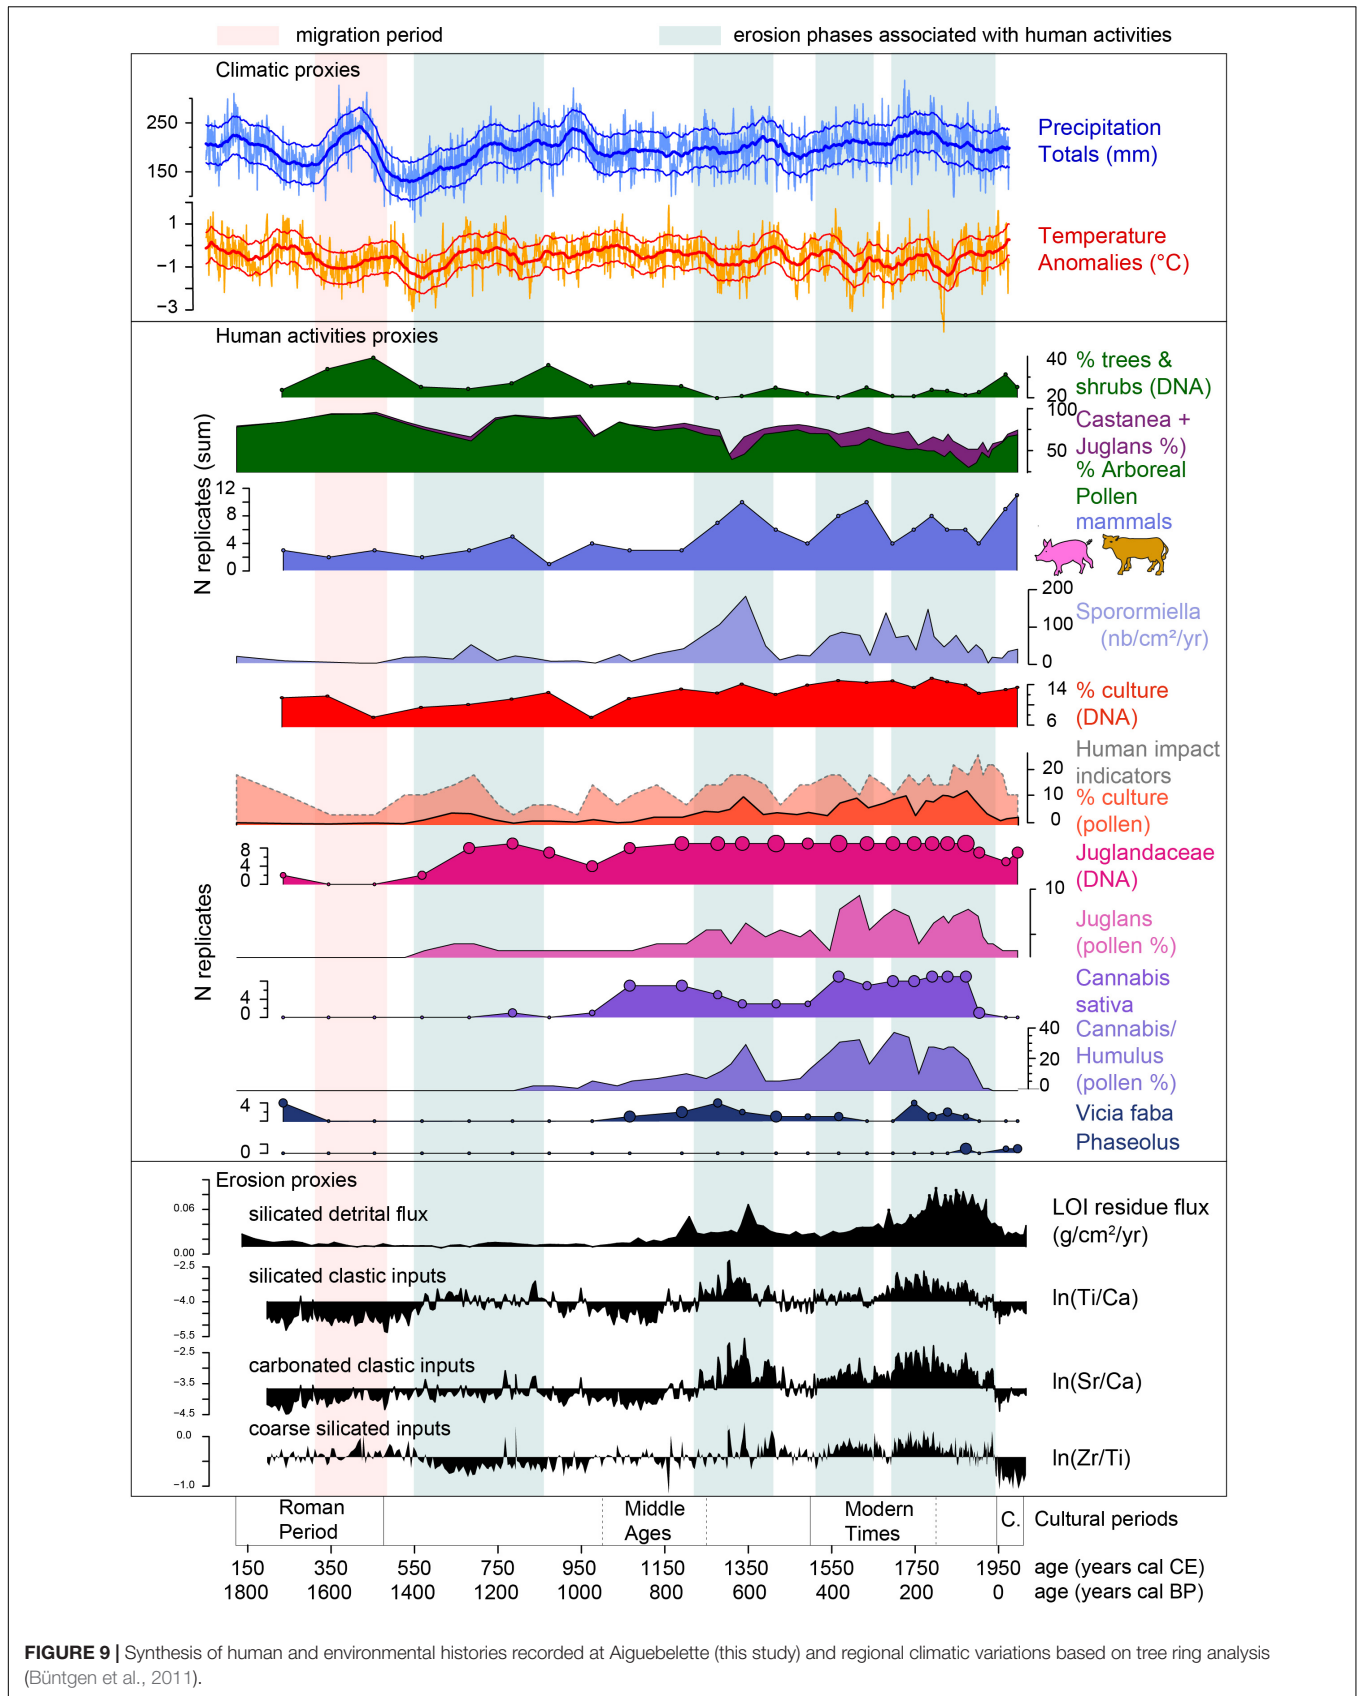 migration period
erosion phases associated with human activities
Climatic proxies
250
150
Precipitation
Totals (mm)
1
−1
−3
Temperature
Anomalies (°C)
Human activities proxies
40
20
% trees &
shrubs (DNA)
100
50
Castanea +
Juglans %)
% Arboreal
Pollen
N replicates (sum)
12
8
4
0
mammals
200
100
0
Sporormiella
(nb/cm²/yr)
14
6
% culture
(DNA)
20
10
0
Human impact
indicators
% culture
(pollen)
N replicates
8
4
0
Juglandaceae
(DNA)
10
Juglans
(pollen %)
4
0
Cannabis
sativa
40
20
0
Cannabis/
Humulus
(pollen %)
4
Vicia faba
0
Phaseolus
Erosion proxies
silicated detrital flux
0.06
0.00
LOI residue flux
(g/cm²/yr)
silicated clastic inputs
−2.5
−4.0
−5.5
ln(Ti/Ca)
carbonated clastic inputs
−2.5
−3.5
−4.5
ln(Sr/Ca)
coarse silicated inputs
0.0
−1.0
ln(Zr/Ti)
Roman
Period
Middle
Ages
Modern
Times
C.
Cultural periods
150 350 550 750 950 1150 1350 1550 1750 1950 age (years cal CE)
1800 1600 1400 1200 1000 800 600 400 200 0 age (years cal BP)
FIGURE 9 | Synthesis of human and environmental histories recorded at Aiguebelette (this study) and regional climatic variations based on tree ring analysis
(Büntgen et al., 2011).